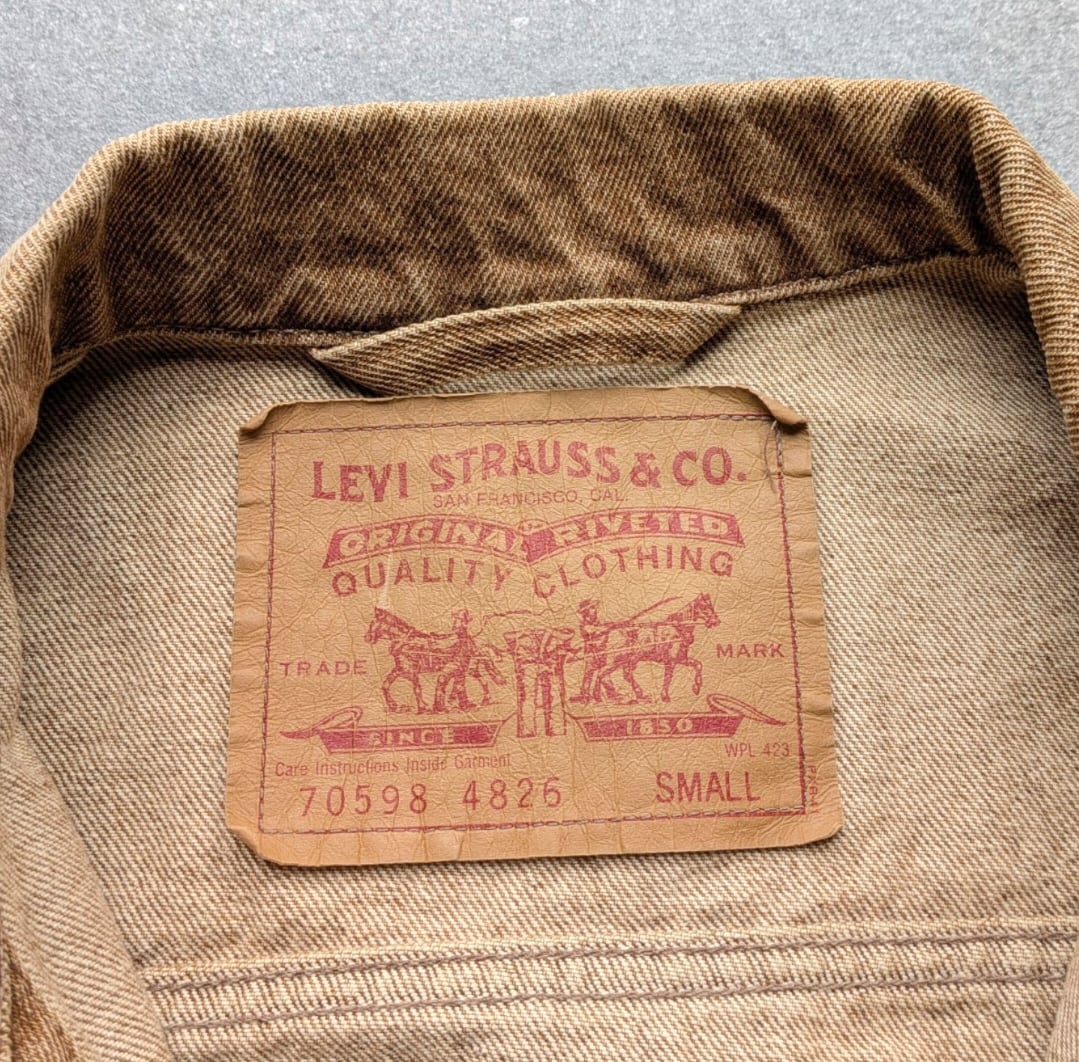 LEVI STRAUSS & CO.
SAN FRANCISCO, CAL.
ORIGINAL RIVETED
QUALITY CLOTHING
TRADE MARK
SINCE 1850
WPL 423
Care Instructions Inside Garment
70598 4826 SMALL